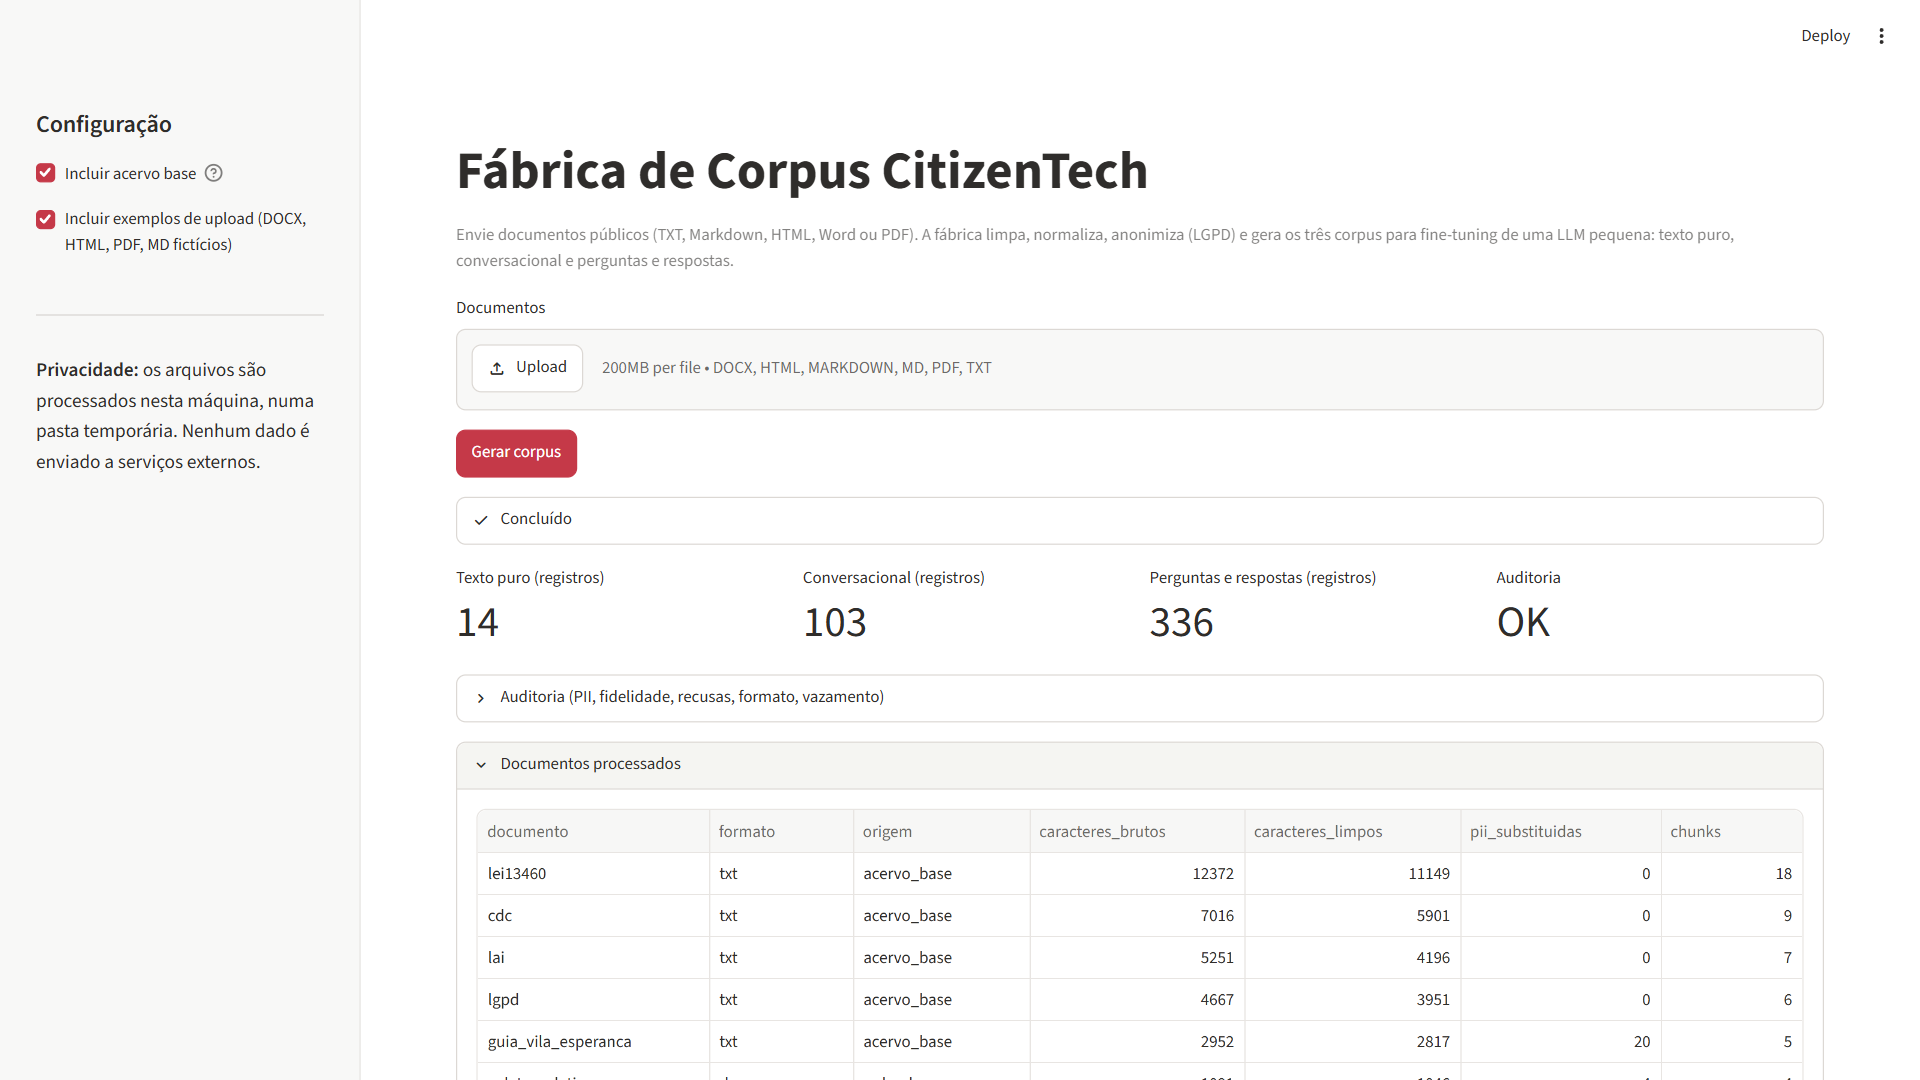 Deploy
Configuração
Incluir acervo base
Incluir exemplos de upload (DOCX,
HTML, PDF, MD fictícios)
Privacidade: os arquivos são
processados nesta máquina, numa
pasta temporária. Nenhum dado é
enviado a serviços externos.
Fábrica de Corpus CitizenTech
Envie documentos públicos (TXT, Markdown, HTML, Word ou PDF). A fábrica limpa, normaliza, anonimiza (LGPD) e gera os três corpus para fine-tuning de uma LLM pequena: texto puro,
conversacional e perguntas e respostas.
Documentos
Upload 200MB per file • DOCX, HTML, MARKDOWN, MD, PDF, TXT
Gerar corpus
Concluído
Texto puro (registros) Conversacional (registros) Perguntas e respostas (registros) Auditoria
14 103 336 OK
Auditoria (PII, fidelidade, recusas, formato, vazamento)
Documentos processados
documento formato origem caracteres_brutos caracteres_limpos pii_substituidas chunks
lei13460 txt acervo_base 12372 11149 0 18
cdc txt acervo_base 7016 5901 0 9
lai txt acervo_base 5251 4196 0 7
lgpd txt acervo_base 4667 3951 0 6
guia_vila_esperanca txt acervo_base 2952 2817 20 5